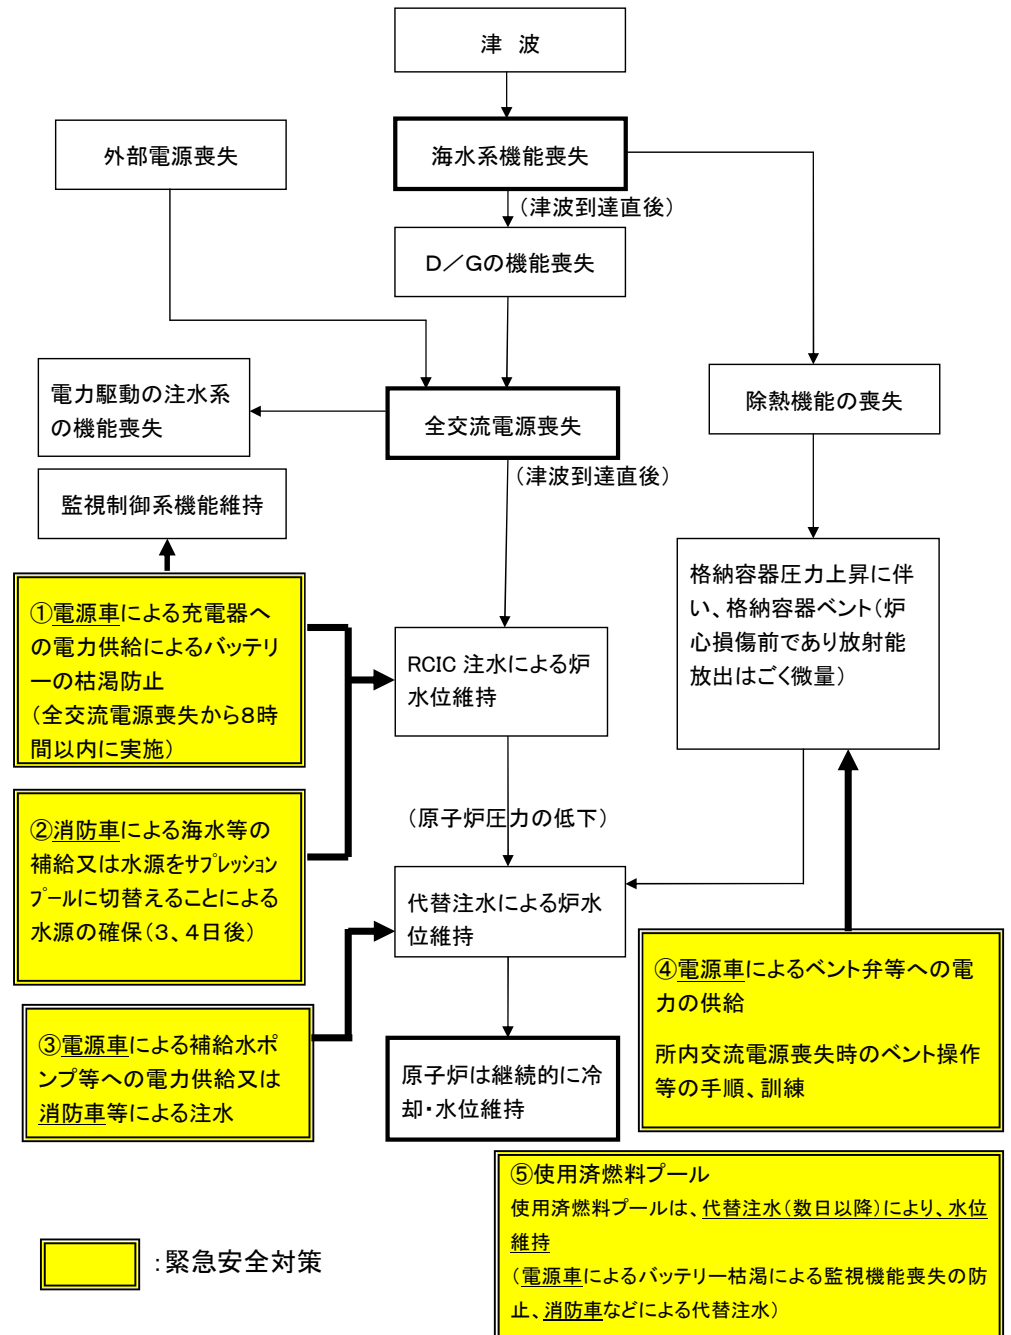 津 波
外部電源喪失
海水系機能喪失
（津波到達直後）
Ｄ／Ｇの機能喪失
電力駆動の注水系
の機能喪失
全交流電源喪失
除熱機能の喪失
（津波到達直後）
監視制御系機能維持
①電源車による充電器へ
の電力供給によるバッテリ
ーの枯渇防止
（全交流電源喪失から８時
間以内に実施）
RCIC 注水による炉
水位維持
格納容器圧力上昇に伴
い、格納容器ベント（炉
心損傷前であり放射能
放出はごく微量）
②消防車による海水等の
補給又は水源をｻﾌﾟﾚｯｼｮﾝ
ﾌﾟｰﾙに切替えることによる
水源の確保（３、４日後）
（原子炉圧力の低下）
代替注水による炉水
位維持
③電源車による補給水ポ
ンプ等への電力供給又は
消防車等による注水
④電源車によるベント弁等への電
力の供給
所内交流電源喪失時のベント操作
等の手順、訓練
原子炉は継続的に冷
却・水位維持
⑤使用済燃料プール
使用済燃料プールは、代替注水（数日以降）により、水位
維持
（電源車によるバッテリー枯渇による監視機能喪失の防
止、消防車などによる代替注水）
：緊急安全対策